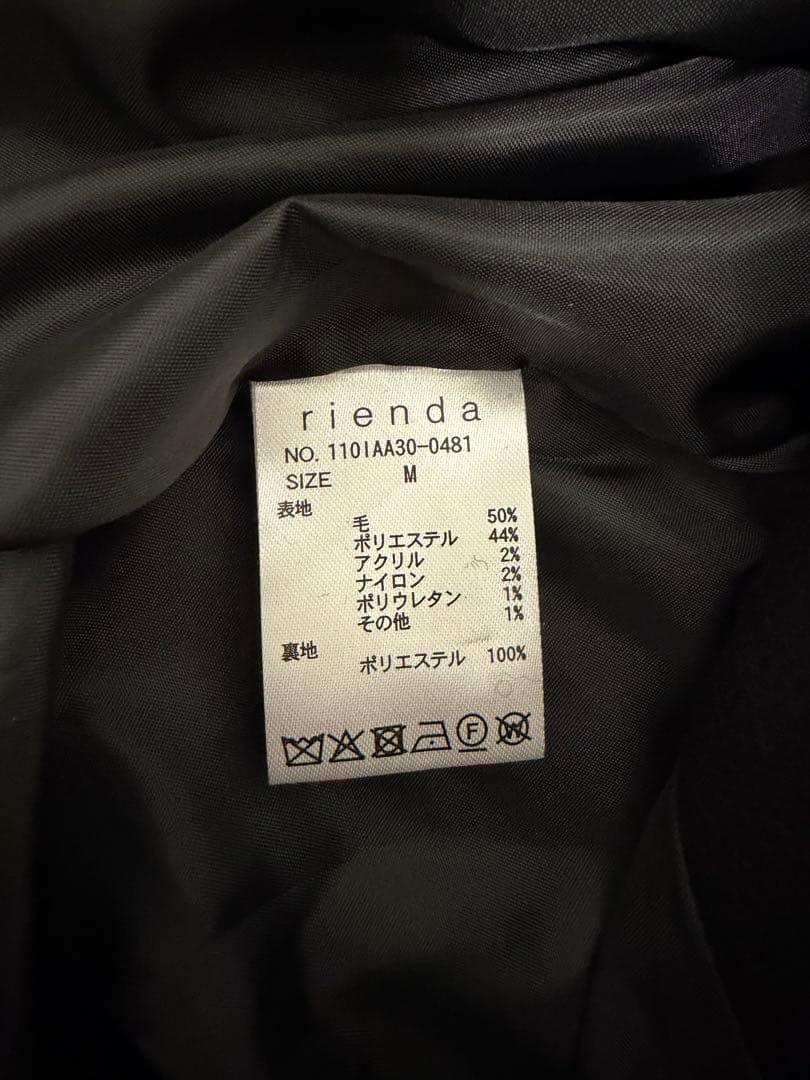 rienda
NO. 110IAA30-0481
SIZE M
表地
毛 50%
ポリエステル 44%
アクリル 2%
ナイロン 2%
ポリウレタン 1%
その他 1%
裏地
ポリエステル 100%
F W